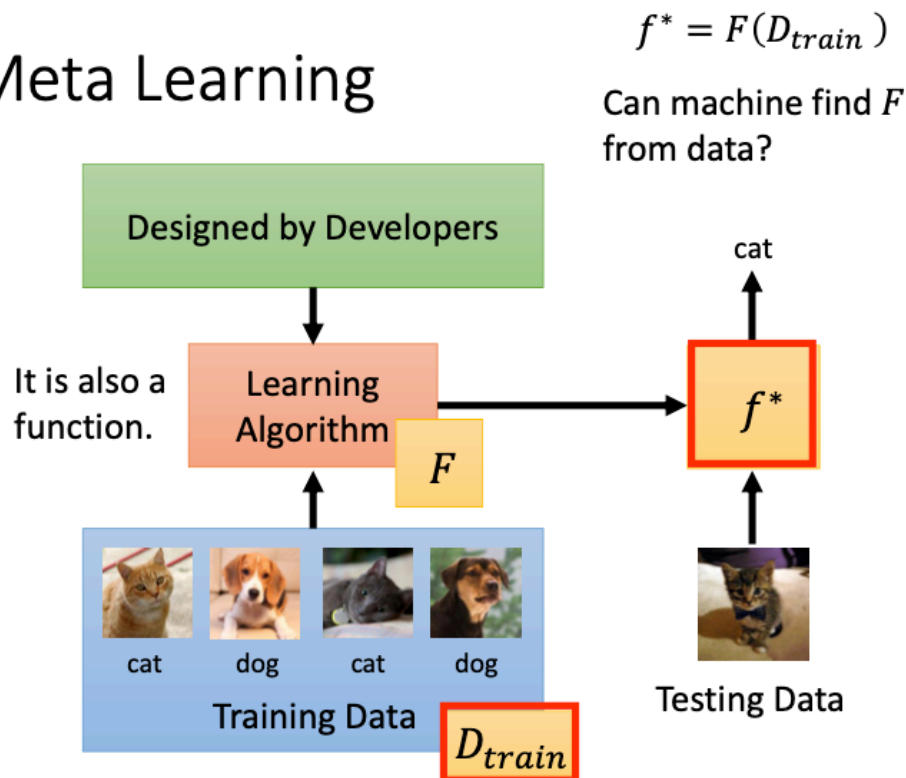 Meta Learning
f* = F(D_train )
Can machine find F
from data?
Designed by Developers
cat
It is also a
function.
Learning
Algorithm
F
f*
cat
dog
cat
dog
Training Data
D_train
Testing Data